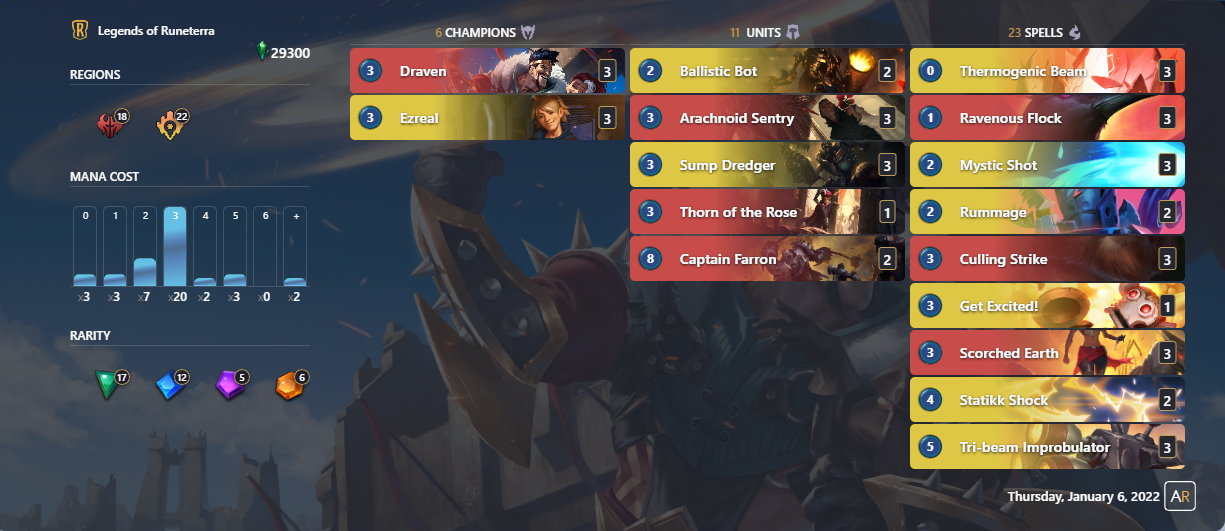 Legends of Runeterra
29300
REGIONS
18 22
MANA COST
0 1 2 3 4 5 6 +
x3 x3 x7 x20 x2 x3 x0 x2
RARITY
17 12 5 6
6 CHAMPIONS
3 Draven 3
3 Ezreal 3
11 UNITS
2 Ballistic Bot 2
3 Arachnoid Sentry 3
3 Sump Dredger 3
3 Thorn of the Rose 1
8 Captain Farron 2
23 SPELLS
0 Thermogenic Beam 3
1 Ravenous Flock 3
2 Mystic Shot 3
2 Rummage 2
3 Culling Strike 3
3 Get Excited! 1
3 Scorched Earth 3
4 Statikk Shock 2
5 Tri-beam Improbulator 3
Thursday, January 6, 2022 AR